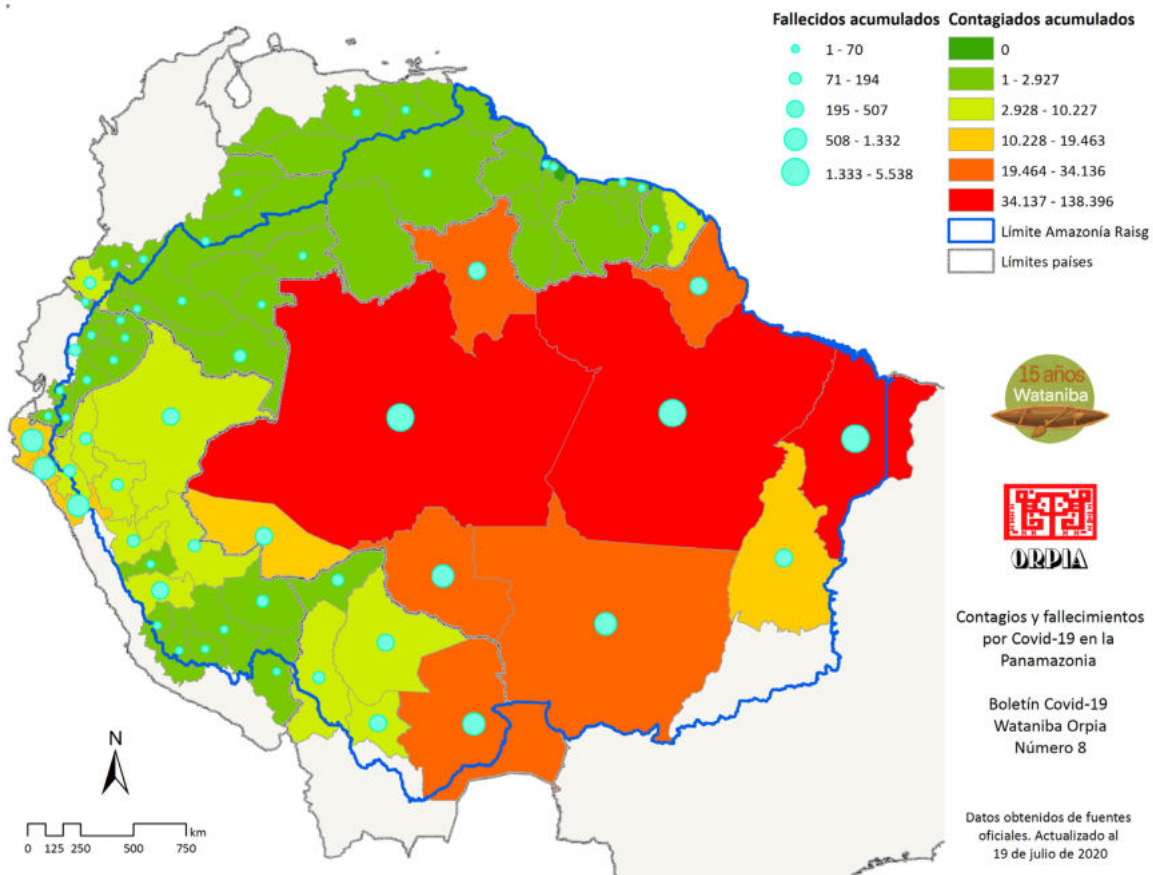 Fallecidos acumulados
1 - 70
71 - 194
195 - 507
508 - 1.332
1.333 - 5.538
Contagiados acumulados
0
1 - 2.927
2.928 - 10.227
10.228 - 19.463
19.464 - 34.136
34.137 - 138.396
Límite Amazonía Raisg
Límites países
15 años
Wataniba
ORPIA
Contagios y fallecimientos
por Covid-19 en la
Panamazonia
Boletín Covid-19
Wataniba Orpia
Número 8
Datos obtenidos de fuentes
oficiales. Actualizado al
19 de julio de 2020
N
km
0 125 250 500 750